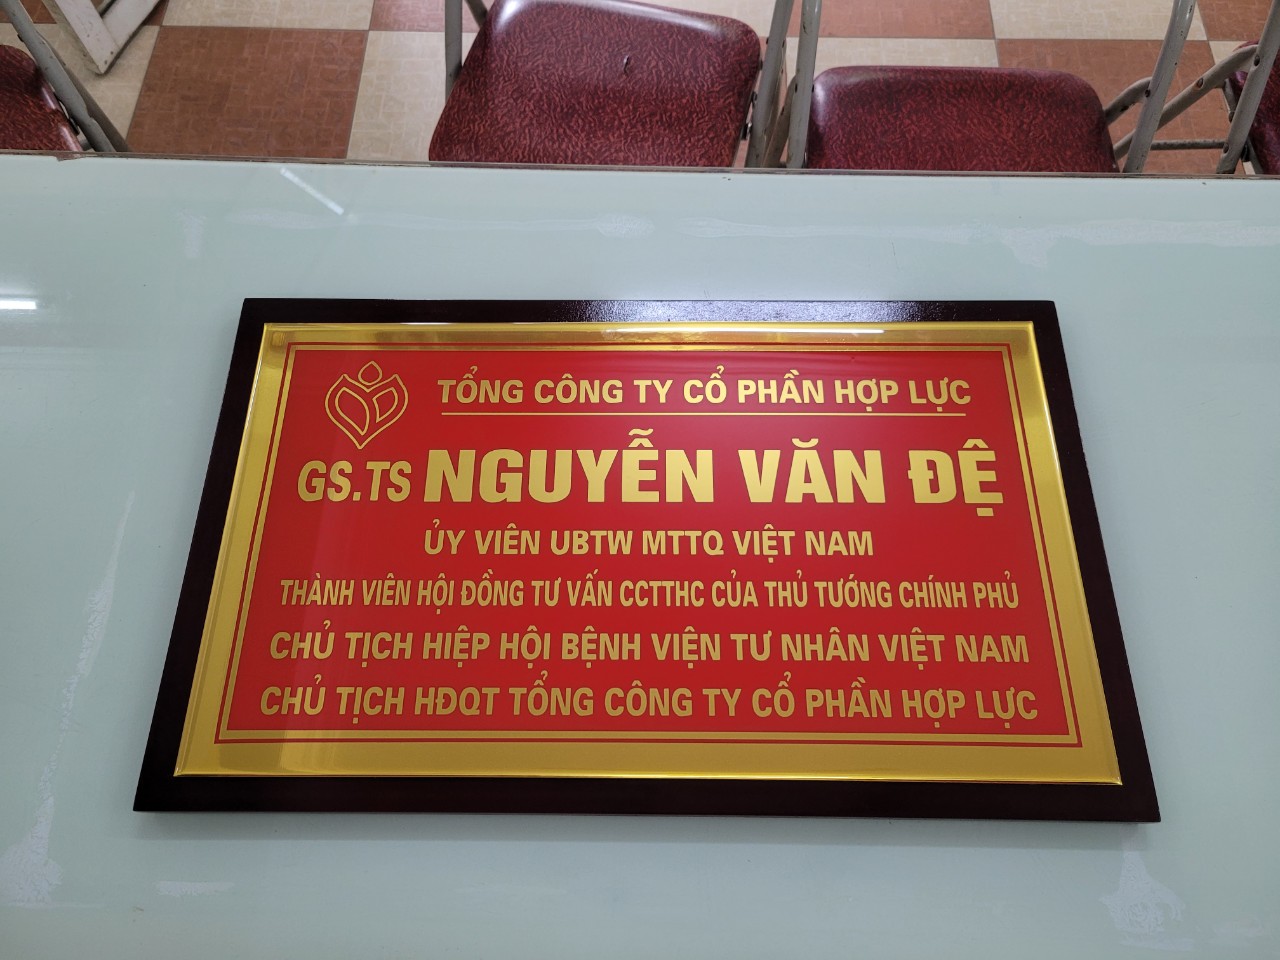 TỔNG CÔNG TY CỔ PHẦN HỢP LỰC
GS.TS NGUYỄN VĂN ĐỆ
ỦY VIÊN UBTW MTTQ VIỆT NAM
THÀNH VIÊN HỘI ĐỒNG TƯ VẤN CCTTHC CỦA THỦ TƯỚNG CHÍNH PHỦ
CHỦ TỊCH HIỆP HỘI BỆNH VIỆN TƯ NHÂN VIỆT NAM
CHỦ TỊCH HĐQT TỔNG CÔNG TY CỔ PHẦN HỢP LỰC